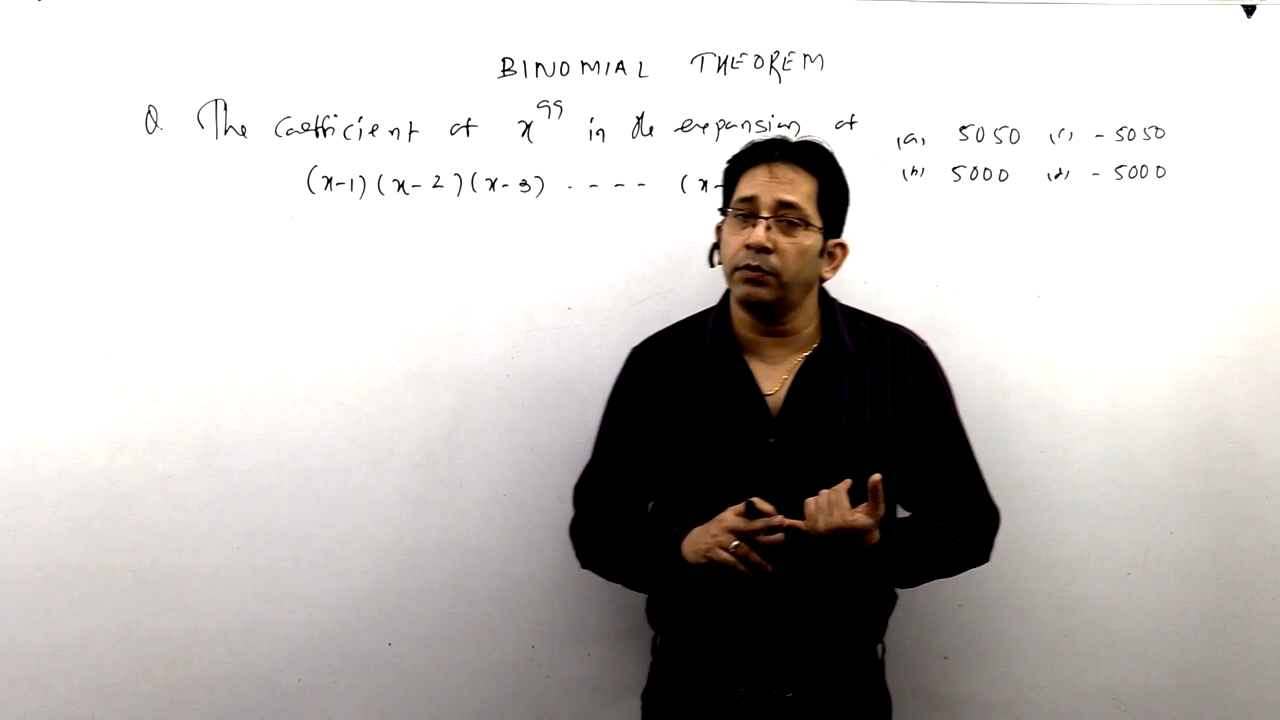 BINOMIAL THEOREM
Q. The Coefficient of x^99 in the expansion of
(x-1)(x-2)(x-3) ---- (x-
(a) 5050 (c) -5050
(b) 5000 (d) -5000